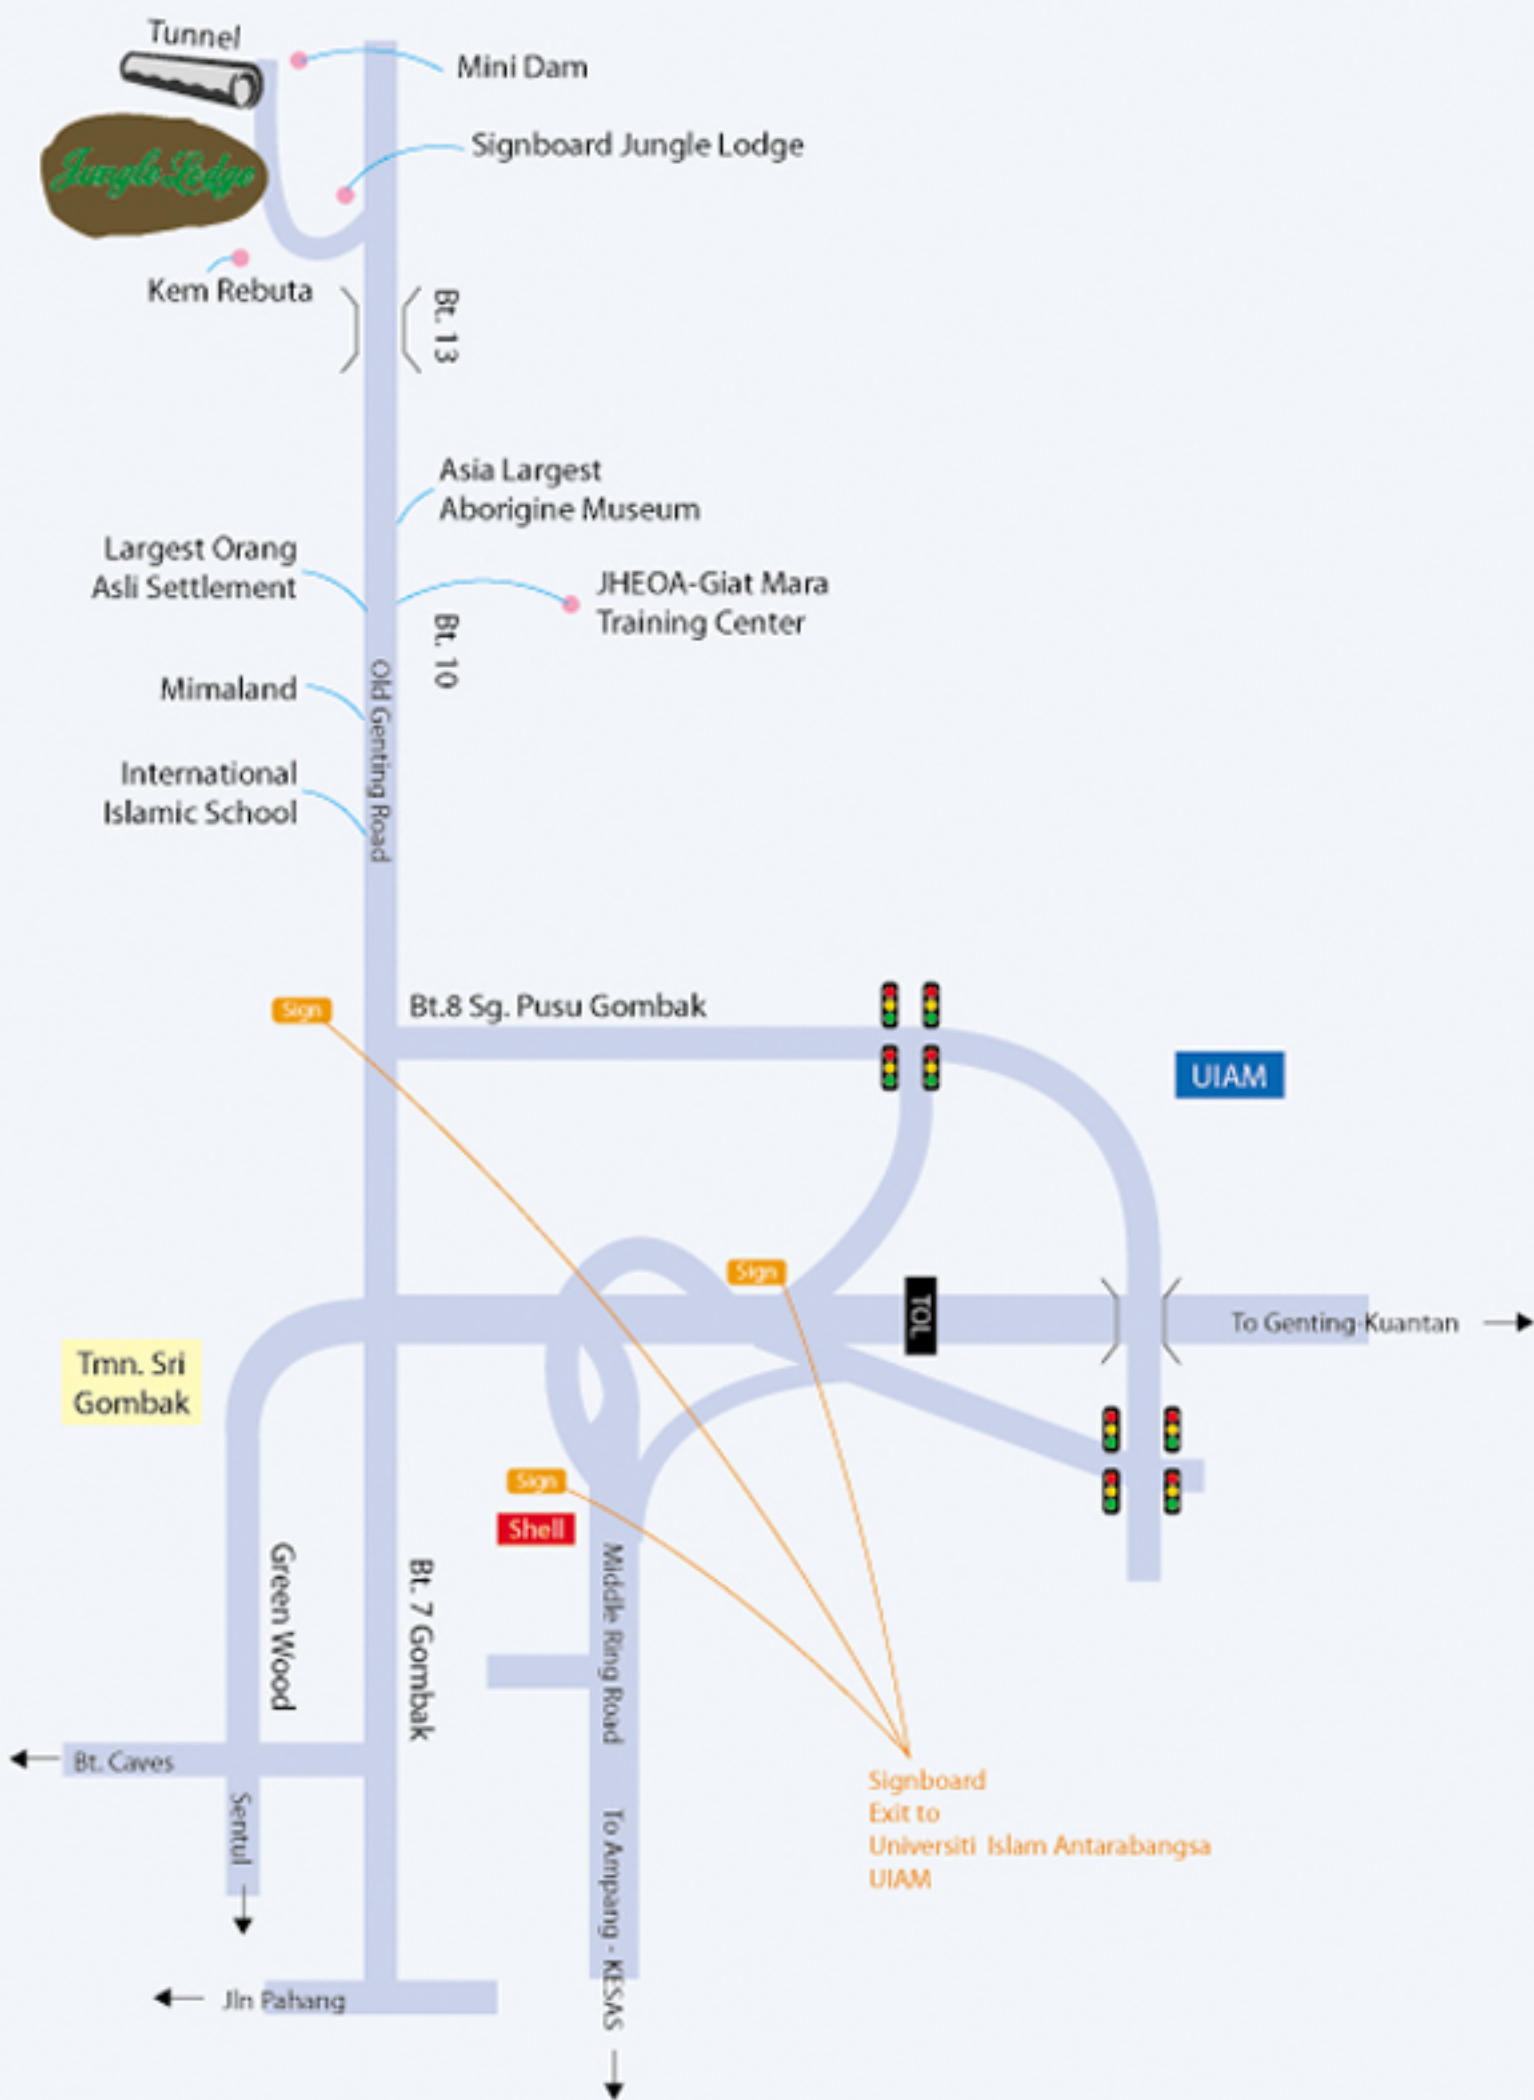 Tunnel
Mini Dam
Signboard Jungle Lodge
Jungle Lodge
Kem Rebuta
Bt. 13
Asia Largest
Aborigine Museum
Largest Orang
Asli Settlement
JHEOA-Giat Mara
Training Center
Bt. 10
Mimaland
Old Genting Road
International
Islamic School
Sign
Bt.8 Sg. Pusu Gombak
UIAM
Sign
TOL
To Genting-Kuantan
Tmn. Sri
Gombak
Sign
Shell
Green Wood
Bt. 7 Gombak
Middle Ring Road
Bt. Caves
Sentul
To Ampang - KESAS
Signboard
Exit to
Universiti Islam Antarabangsa
UIAM
Jln Pahang